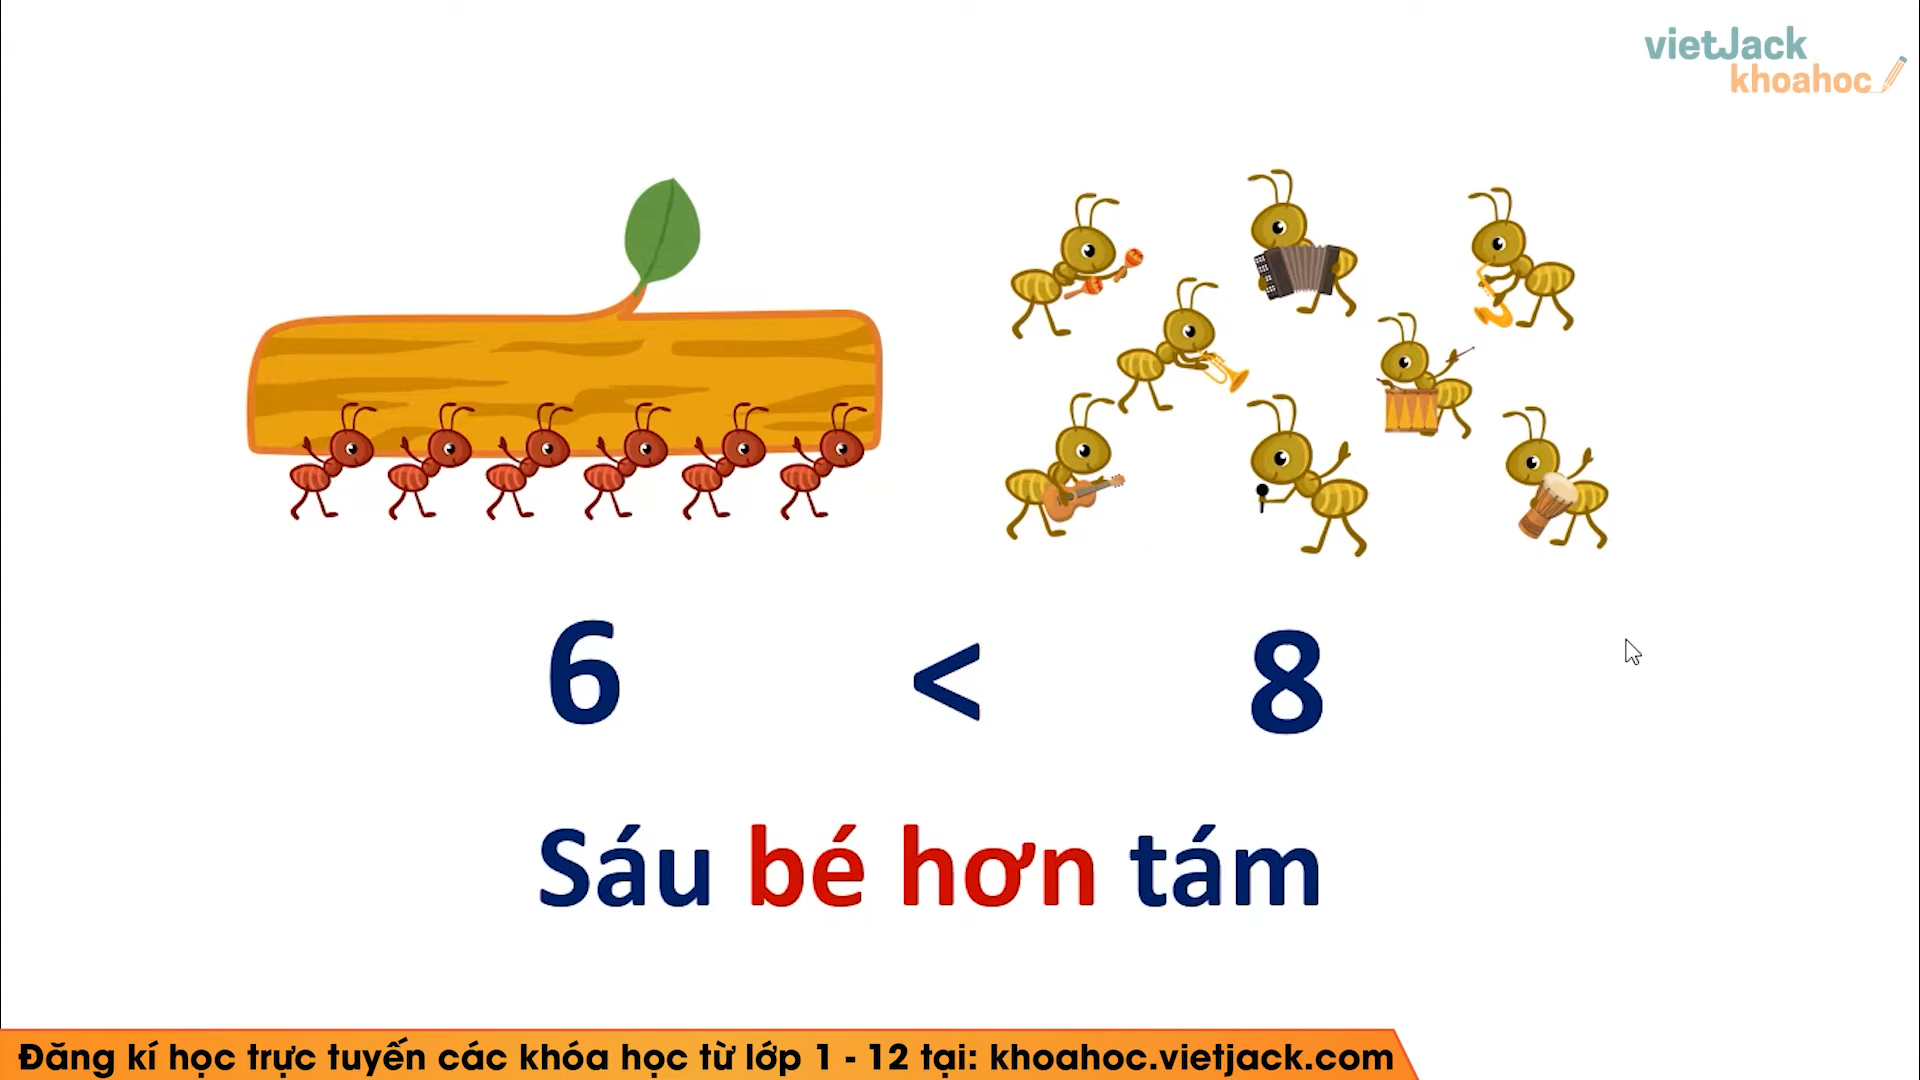 vietJack
khoahoc
6 < 8
Sáu bé hơn tám
Đăng kí học trực tuyến các khóa học từ lớp 1 - 12 tại: khoahoc.vietjack.com